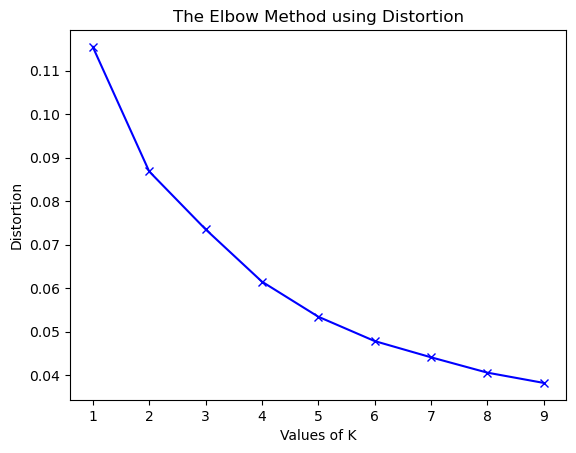 The Elbow Method using Distortion
0.11
0.10
0.09
0.08
0.07
0.06
0.05
0.04
Distortion
1 2 3 4 5 6 7 8 9
Values of K